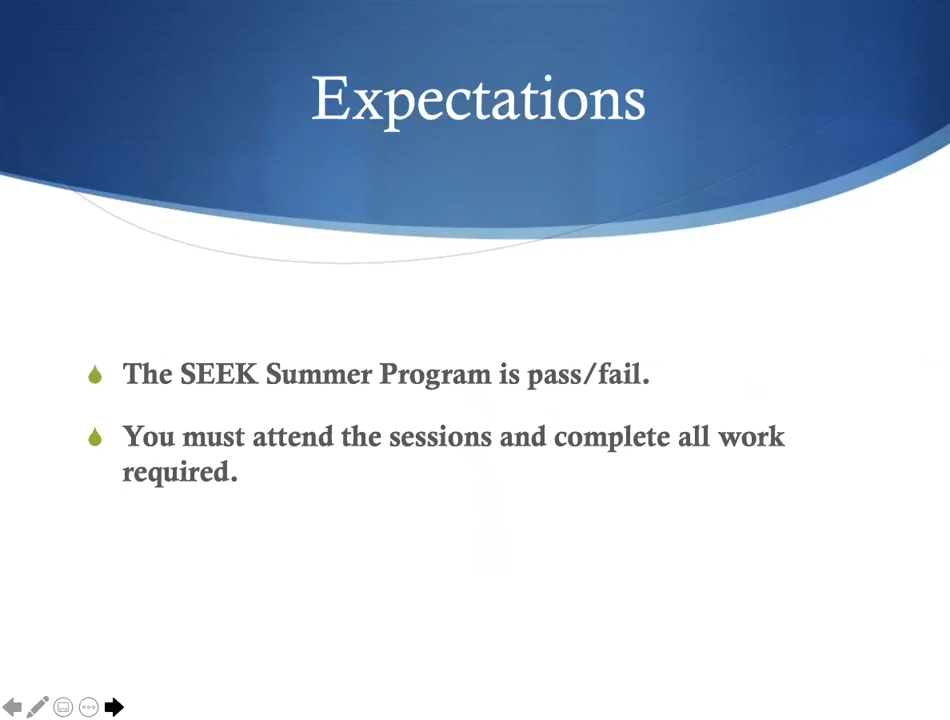 Expectations
The SEEK Summer Program is pass/fail.
You must attend the sessions and complete all work
required.